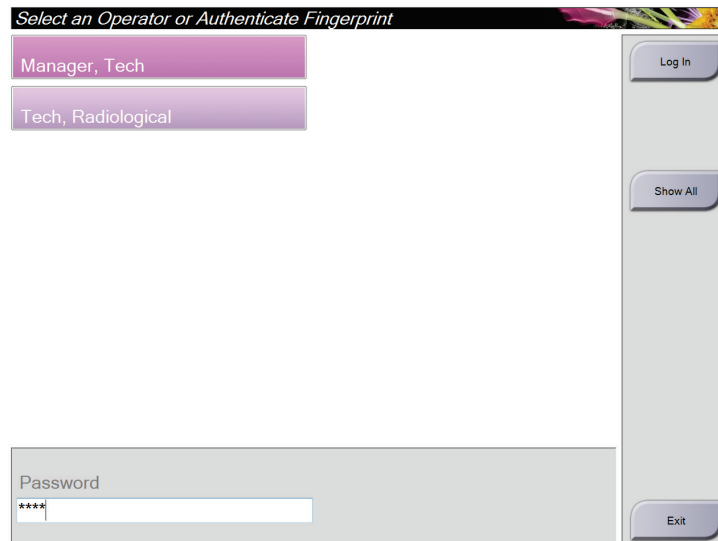 Select an Operator or Authenticate Fingerprint
Manager, Tech
Tech, Radiological
Log In
Show All
Password
****
Exit